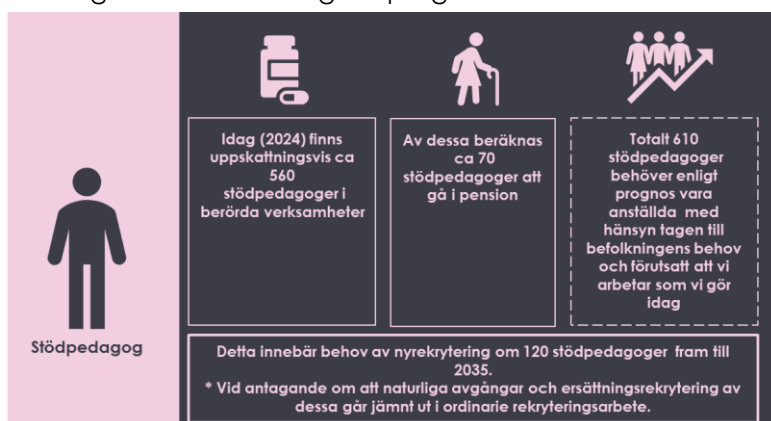 Idag (2024) finns
uppskattningsvis ca
560
stödpedagoger i
berörda verksamheter
Av dessa beräknas
ca 70
stödpedagoger att
gå i pension
Totalt 610
stödpedagoger
behöver enligt
prognos vara
anställda med
hänsyn tagen till
befolkningens behov
och förutsatt att vi
arbetar som vi gör
idag
Stödpedagog
Detta innebär behov av nyrekrytering om 120 stödpedagoger fram till
2035.
* Vid antagande om att naturliga avgångar och ersättningsrekrytering av
dessa går jämnt ut i ordinarie rekryteringsarbete.